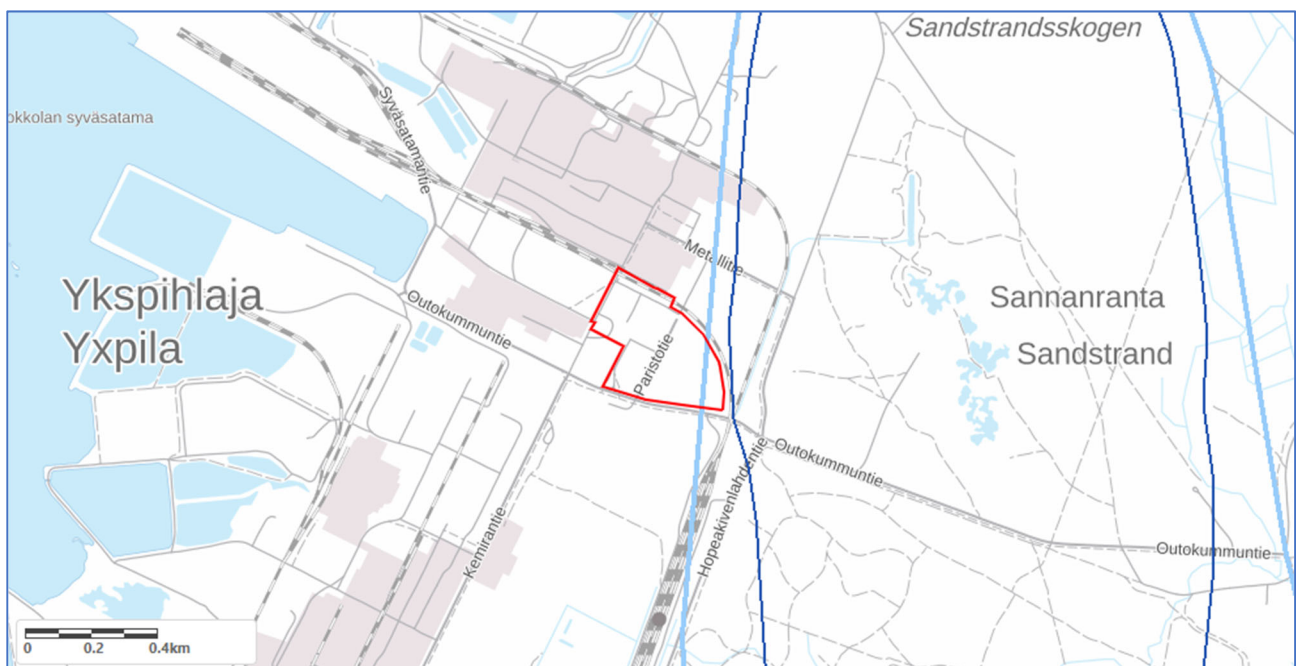 Sandstrandsskogen
okkolan syväsatama
Syväsatamantie
Metallitie
Ykspihlaja
Yxpila
Outokummuntie
Sannanranta
Sandstrand
Paristotie
Outokummuntie
Hopeakivenlahdentie
Kemirantie
Outokummuntie
0 0.2 0.4km